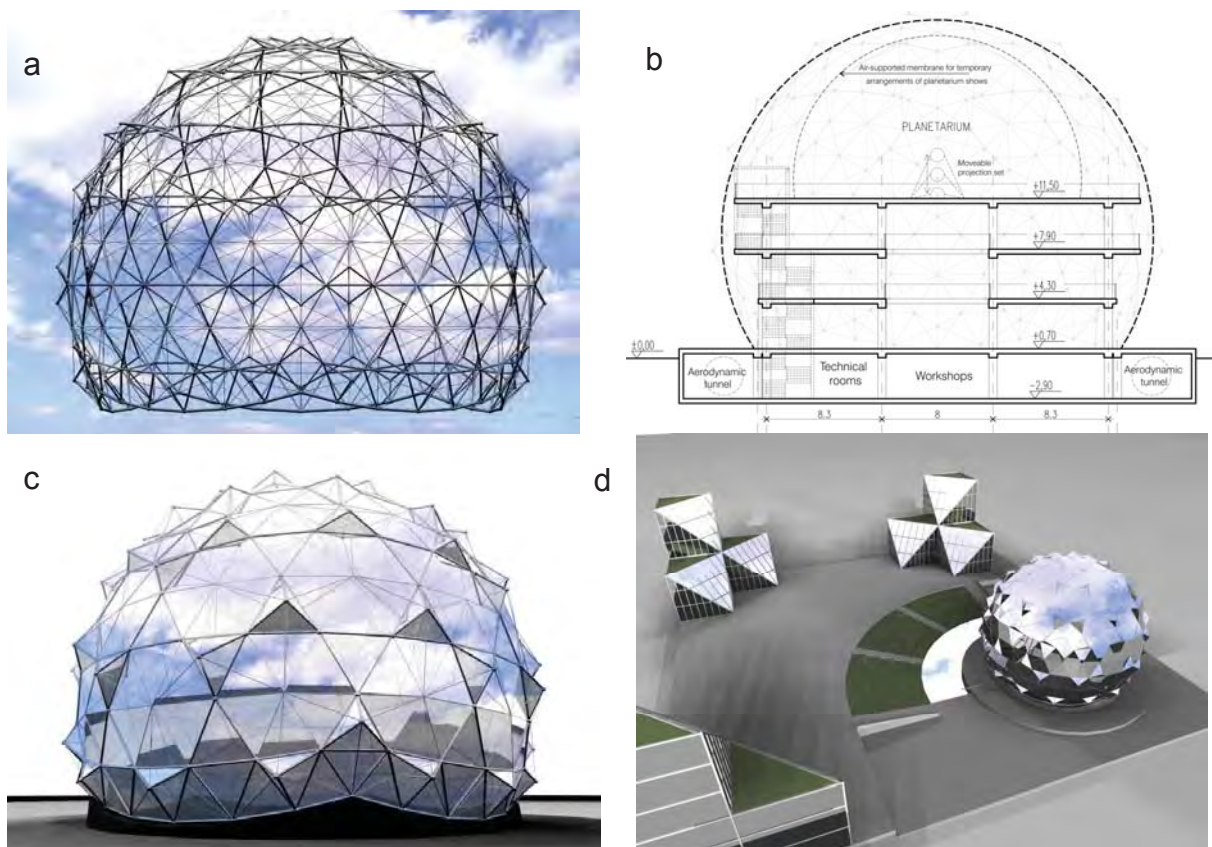 a
b
Air-supported membrane for temporary
arrangements of planetarium shows
PLANETARIUM
Moveable
projection set
+11,50
+7,90
+4,30
±0,00
+0,70
Aerodynamic
tunnel
Technical
rooms
Workshops
Aerodynamic
tunnel
-2,90
8.3
8
8.3
c
d